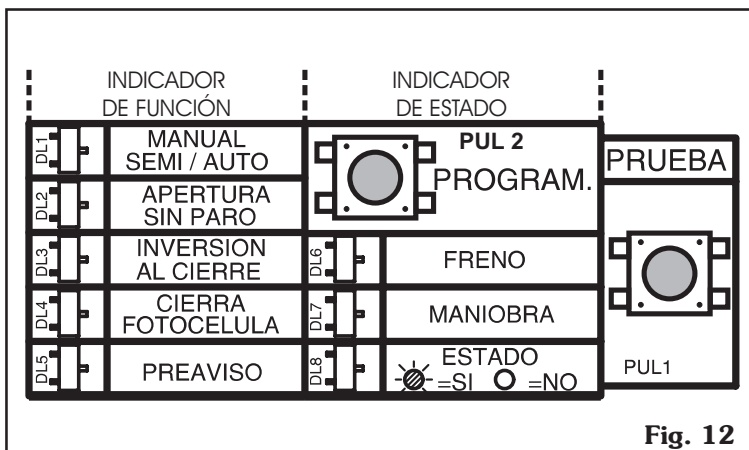 INDICADOR
DE FUNCIÓN
INDICADOR
DE ESTADO
DL1
MANUAL
SEMI / AUTO
PUL 2
PROGRAM.
PRUEBA
DL2
APERTURA
SIN PARO
DL3
INVERSION
AL CIERRE
DL6
FRENO
DL4
CIERRA
FOTOCELULA
DL7
MANIOBRA
DL5
PREAVISO
DL8
ESTADO
=SI =NO
PUL1
Fig. 12